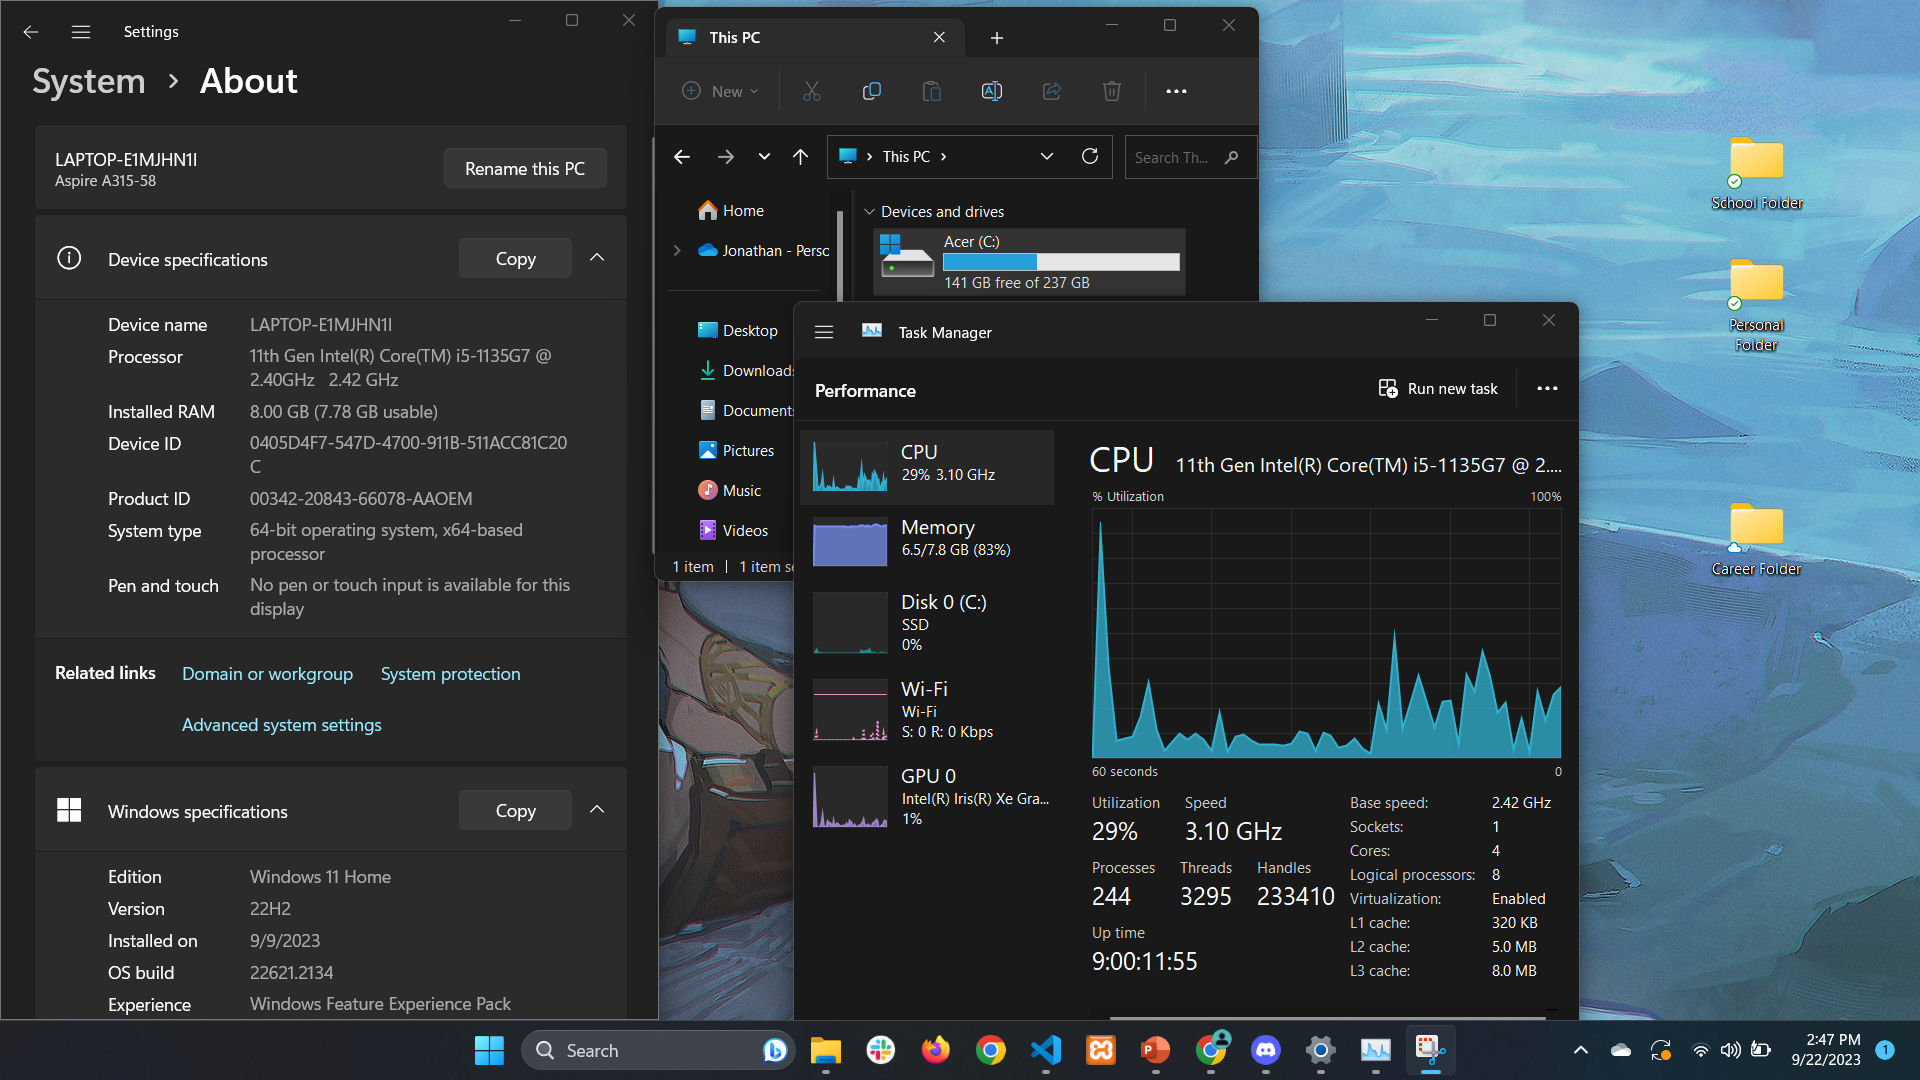 Settings
System > About
LAPTOP-E1MJHN1I
Aspire A315-58
Rename this PC
Device specifications
Copy
Device name LAPTOP-E1MJHN1I
Processor 11th Gen Intel(R) Core(TM) i5-1135G7 @
2.40GHz 2.42 GHz
Installed RAM 8.00 GB (7.78 GB usable)
Device ID 0405D4F7-547D-4700-911B-511ACC81C20
C
Product ID 00342-20843-66078-AAOEM
System type 64-bit operating system, x64-based
processor
Pen and touch No pen or touch input is available for this
display
Related links Domain or workgroup System protection
Advanced system settings
Windows specifications
Copy
Edition Windows 11 Home
Version 22H2
Installed on 9/9/2023
OS build 22621.2134
Experience Windows Feature Experience Pack
This PC
New
This PC
Search Th...
Home
Jonathan - Perso
Desktop
Downloads
Documents
Pictures
Music
Videos
Devices and drives
Acer (C:)
141 GB free of 237 GB
1 item 1 item se
Task Manager
Performance
Run new task
CPU
29% 3.10 GHz
Memory
6.5/7.8 GB (83%)
Disk 0 (C:)
SSD
0%
Wi-Fi
Wi-Fi
S: 0 R: 0 Kbps
GPU 0
Intel(R) Iris(R) Xe Gra...
1%
CPU 11th Gen Intel(R) Core(TM) i5-1135G7 @ 2....
% Utilization 100%
60 seconds 0
Utilization Speed
29% 3.10 GHz
Processes Threads Handles
244 3295 233410
Up time
9:00:11:55
Base speed: 2.42 GHz
Sockets: 1
Cores: 4
Logical processors: 8
Virtualization: Enabled
L1 cache: 320 KB
L2 cache: 5.0 MB
L3 cache: 8.0 MB
School Folder
Personal
Folder
Career Folder
Search
2:47 PM
9/22/2023
1